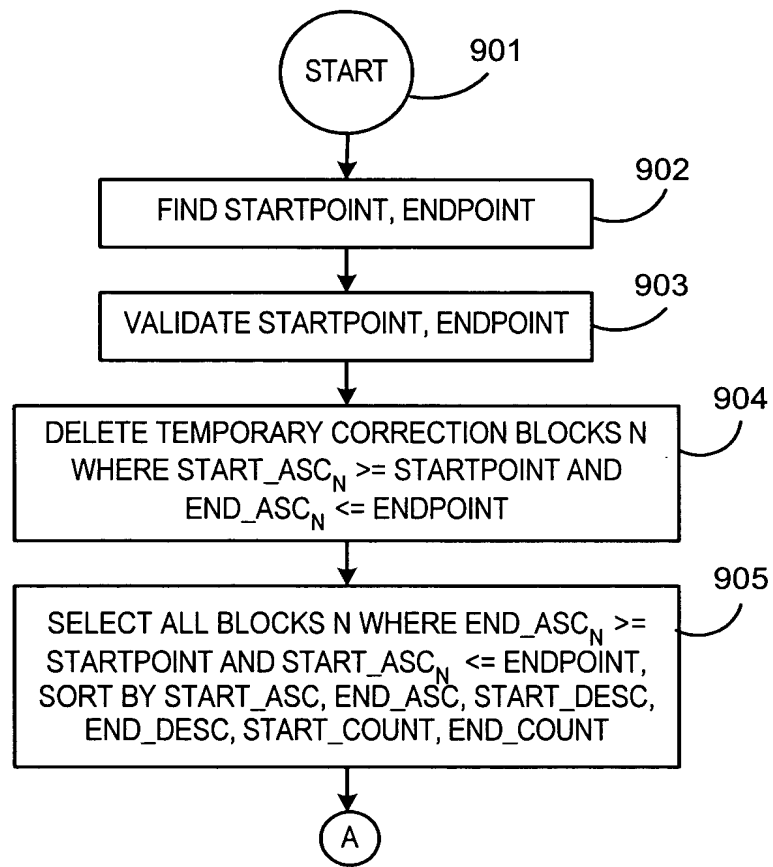 START
901
902
FIND STARTPOINT, ENDPOINT
903
VALIDATE STARTPOINT, ENDPOINT
904
DELETE TEMPORARY CORRECTION BLOCKS N
WHERE START_ASC_N >= STARTPOINT AND
END_ASC_N <= ENDPOINT
905
SELECT ALL BLOCKS N WHERE END_ASC_N >=
STARTPOINT AND START_ASC_N <= ENDPOINT,
SORT BY START_ASC, END_ASC, START_DESC,
END_DESC, START_COUNT, END_COUNT
A